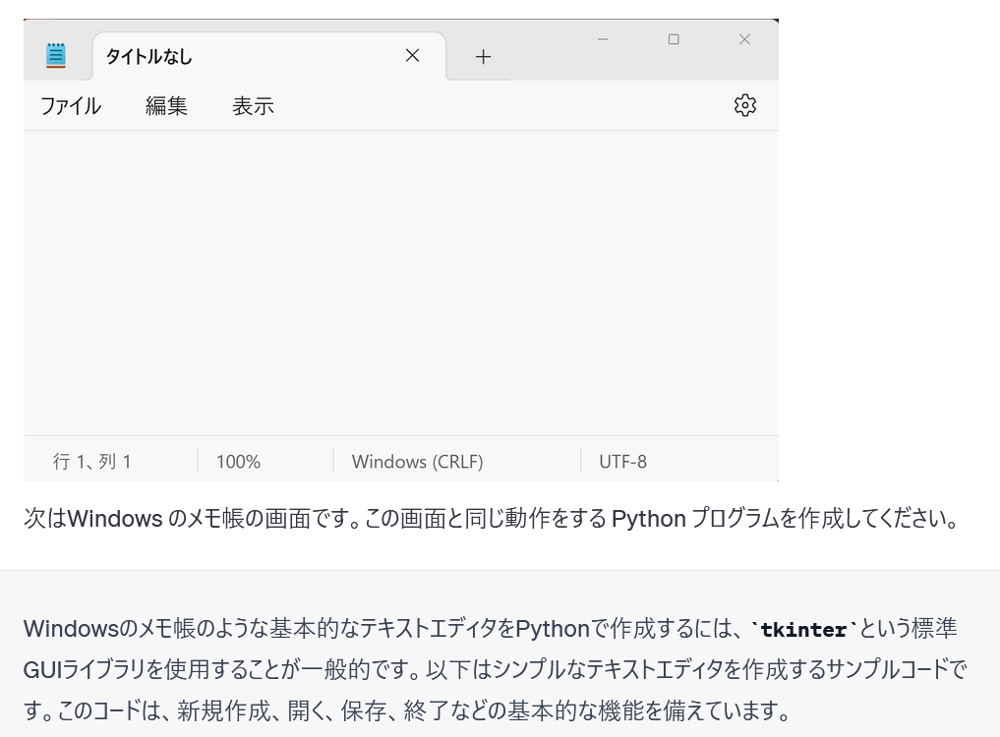 タイトルなし
ファイル 編集 表示
行 1、列 1 100% Windows (CRLF) UTF-8
次はWindows のメモ帳の画面です。この画面と同じ動作をする Python プログラムを作成してください。
Windowsのメモ帳のような基本的なテキストエディタをPythonで作成するには、`tkinter`という標準
GUIライブラリを使用することが一般的です。以下はシンプルなテキストエディタを作成するサンプルコードで
す。このコードは、新規作成、開く、保存、終了などの基本的な機能を備えています。